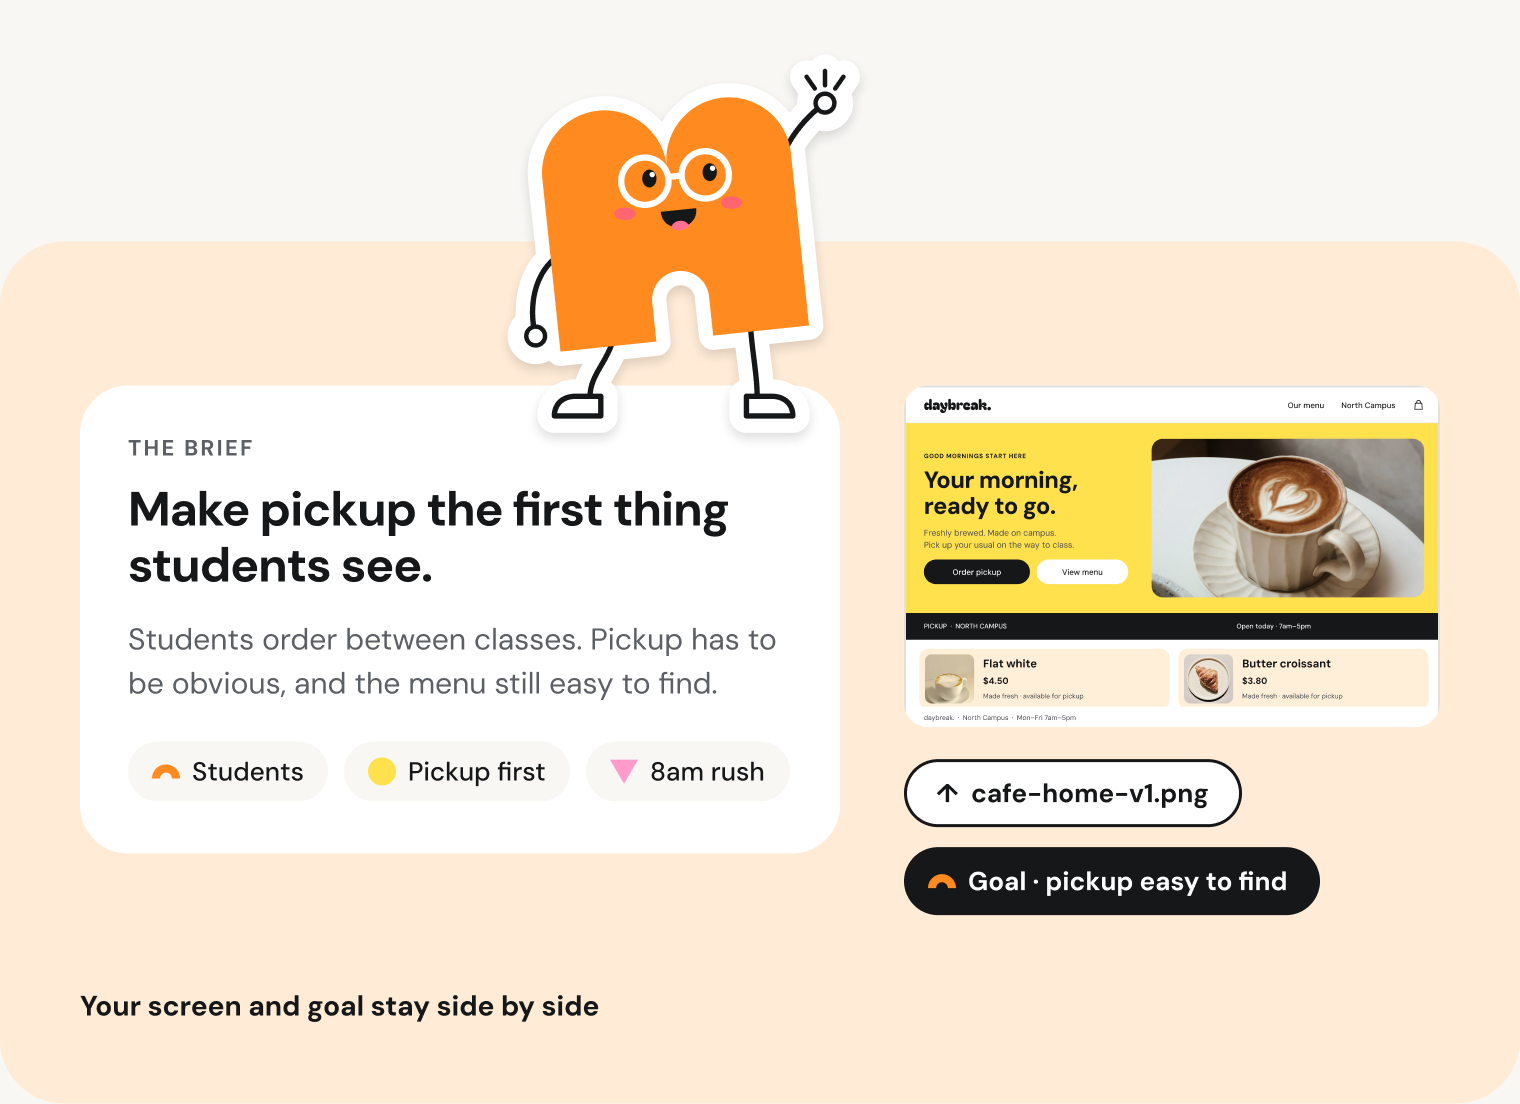 THE BRIEF
Make pickup the first thing
students see.
Students order between classes. Pickup has to
be obvious, and the menu still easy to find.
Students
Pickup first
8am rush
daybreak.
Our menu
North Campus
GOOD MORNINGS START HERE
Your morning,
ready to go.
Freshly brewed. Made on campus.
Pick up your usual on the way to class.
Order pickup
View menu
PICKUP · NORTH CAMPUS
Open today · 7am–5pm
Flat white
$4.50
Made fresh · available for pickup
Butter croissant
$3.80
Made fresh · available for pickup
daybreak. · North Campus · Mon–Fri 7am–5pm
↑ cafe-home-v1.png
Goal · pickup easy to find
Your screen and goal stay side by side